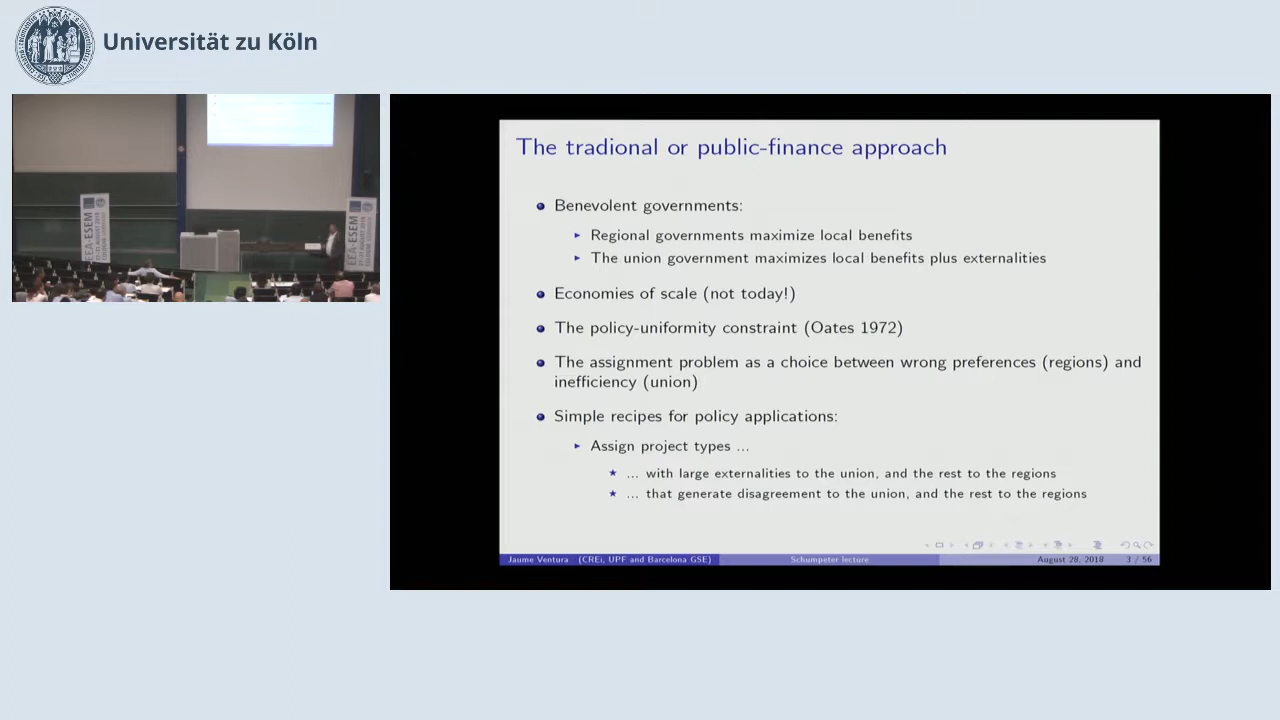 Universität zu Köln
EEA-ESEM
EEA-ESEM
The tradional or public-finance approach
Benevolent governments:
Regional governments maximize local benefits
The union government maximizes local benefits plus externalities
Economies of scale (not today!)
The policy-uniformity constraint (Oates 1972)
The assignment problem as a choice between wrong preferences (regions) and
inefficiency (union)
Simple recipes for policy applications:
Assign project types ...
... with large externalities to the union, and the rest to the regions
... that generate disagreement to the union, and the rest to the regions
Jaume Ventura (CREi, UPF and Barcelona GSE)
Schumpeter lecture
August 28, 2018
3 / 56